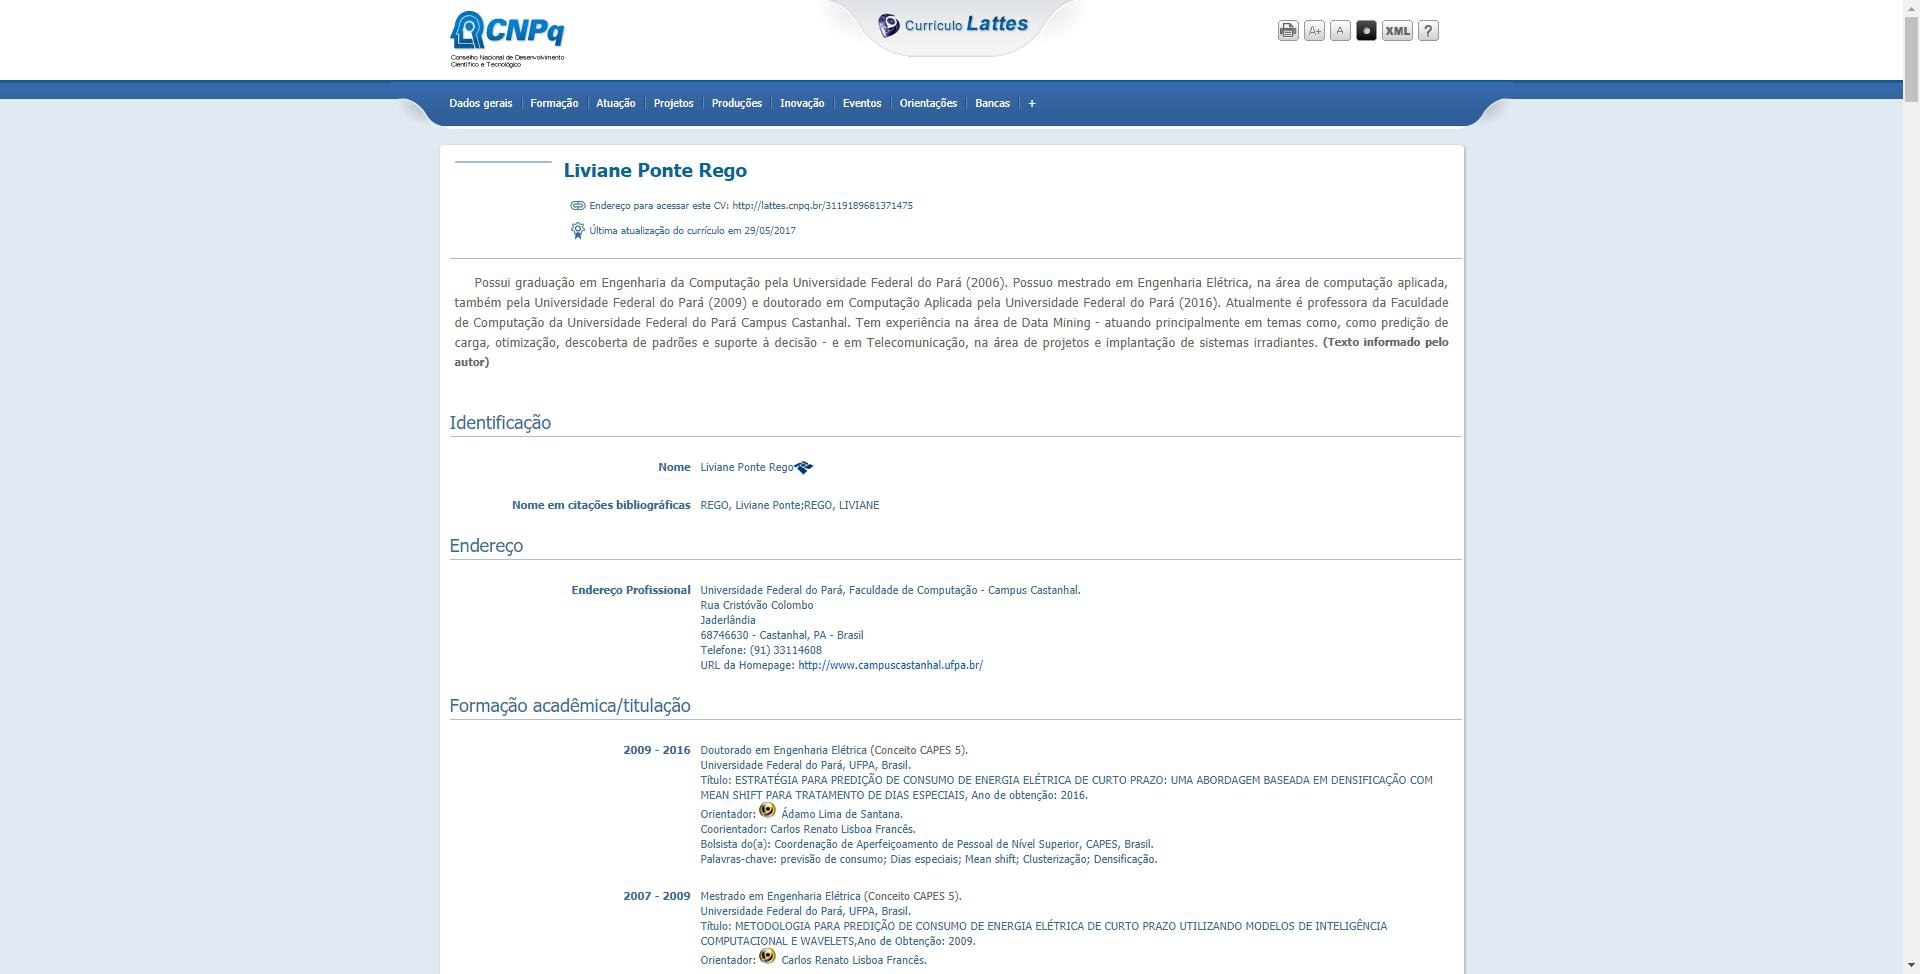 CNPq
Conselho Nacional de Desenvolvimento
Científico e Tecnológico
Currículo Lattes
A+ A XML ?
Dados gerais Formação Atuação Projetos Produções Inovação Eventos Orientações Bancas +
Liviane Ponte Rego
Endereço para acessar este CV: http://lattes.cnpq.br/3119189681371475
Última atualização do currículo em 29/05/2017
Possui graduação em Engenharia da Computação pela Universidade Federal do Pará (2006). Possuo mestrado em Engenharia Elétrica, na área de computação aplicada,
também pela Universidade Federal do Pará (2009) e doutorado em Computação Aplicada pela Universidade Federal do Pará (2016). Atualmente é professora da Faculdade
de Computação da Universidade Federal do Pará Campus Castanhal. Tem experiência na área de Data Mining - atuando principalmente em temas como, como predição de
carga, otimização, descoberta de padrões e suporte à decisão - e em Telecomunicação, na área de projetos e implantação de sistemas irradiantes. (Texto informado pelo
autor)
Identificação
Nome Liviane Ponte Rego
Nome em citações bibliográficas REGO, Liviane Ponte;REGO, LIVIANE
Endereço
Endereço Profissional Universidade Federal do Pará, Faculdade de Computação - Campus Castanhal.
Rua Cristóvão Colombo
Jaderlândia
68746630 - Castanhal, PA - Brasil
Telefone: (91) 33114608
URL da Homepage: http://www.campuscastanhal.ufpa.br/
Formação acadêmica/titulação
2009 - 2016 Doutorado em Engenharia Elétrica (Conceito CAPES 5).
Universidade Federal do Pará, UFPA, Brasil.
Título: ESTRATÉGIA PARA PREDIÇÃO DE CONSUMO DE ENERGIA ELÉTRICA DE CURTO PRAZO: UMA ABORDAGEM BASEADA EM DENSIFICAÇÃO COM
MEAN SHIFT PARA TRATAMENTO DE DIAS ESPECIAIS, Ano de obtenção: 2016.
Orientador: Ádamo Lima de Santana.
Coorientador: Carlos Renato Lisboa Francês.
Bolsista do(a): Coordenação de Aperfeiçoamento de Pessoal de Nível Superior, CAPES, Brasil.
Palavras-chave: previsão de consumo; Dias especiais; Mean shift; Clusterização; Densificação.
2007 - 2009 Mestrado em Engenharia Elétrica (Conceito CAPES 5).
Universidade Federal do Pará, UFPA, Brasil.
Título: METODOLOGIA PARA PREDIÇÃO DE CONSUMO DE ENERGIA ELÉTRICA DE CURTO PRAZO UTILIZANDO MODELOS DE INTELIGÊNCIA
COMPUTACIONAL E WAVELETS,Ano de Obtenção: 2009.
Orientador: Carlos Renato Lisboa Francês.